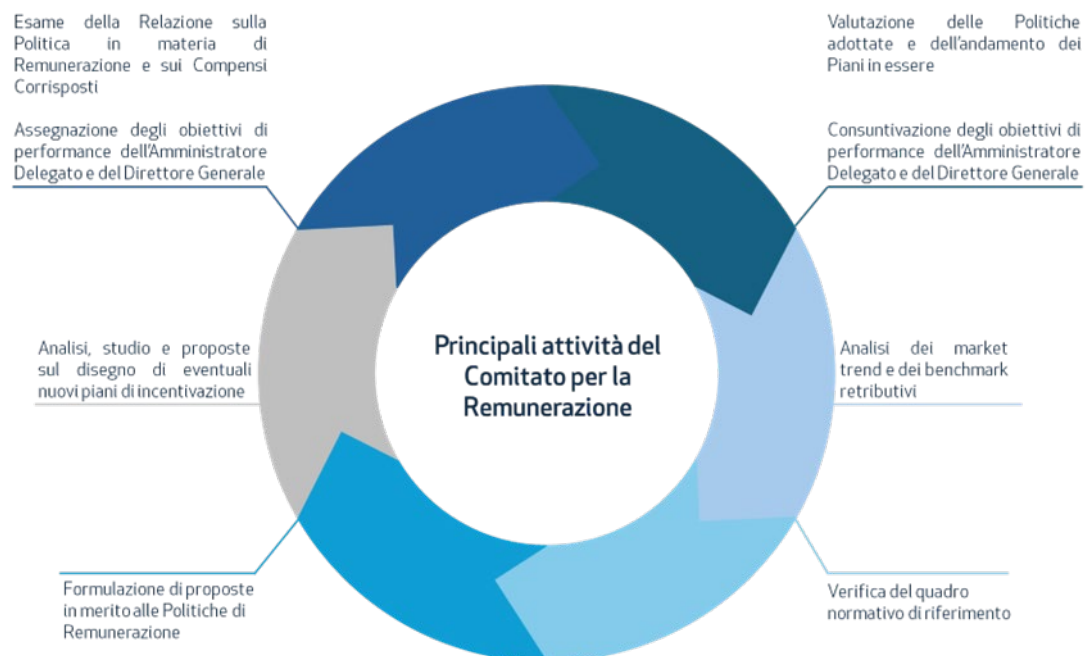 Esame della Relazione sulla
Politica in materia di
Remunerazione e sui Compensi
Corrisposti
Assegnazione degli obiettivi di
performance dell'Amministratore
Delegato e del Direttore Generale
Valutazione delle Politiche
adottate e dell'andamento dei
Piani in essere
Consuntivazione degli obiettivi di
performance dell'Amministratore
Delegato e del Direttore Generale
Analisi, studio e proposte
sul disegno di eventuali
nuovi piani di incentivazione
Principali attività del
Comitato per la
Remunerazione
Analisi dei market
trend e dei benchmark
retributivi
Formulazione di proposte
in merito alle Politiche di
Remunerazione
Verifica del quadro
normativo di riferimento